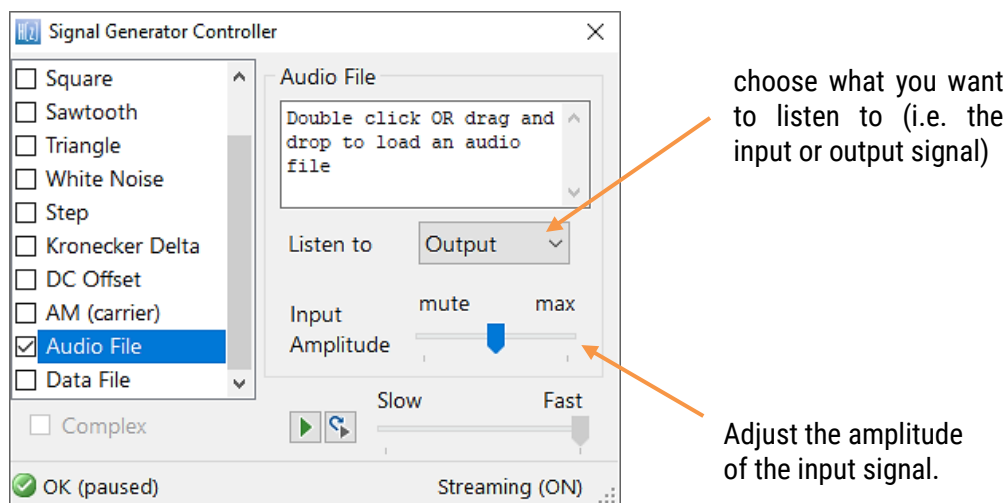 H[z] Signal Generator Controller
Square
Sawtooth
Triangle
White Noise
Step
Kronecker Delta
DC Offset
AM (carrier)
Audio File
Data File
Complex
Audio File
Double click OR drag and
drop to load an audio
file
Listen to Output
mute max
Input
Amplitude
Slow Fast
OK (paused) Streaming (ON)
choose what you want
to listen to (i.e. the
input or output signal)
Adjust the amplitude
of the input signal.